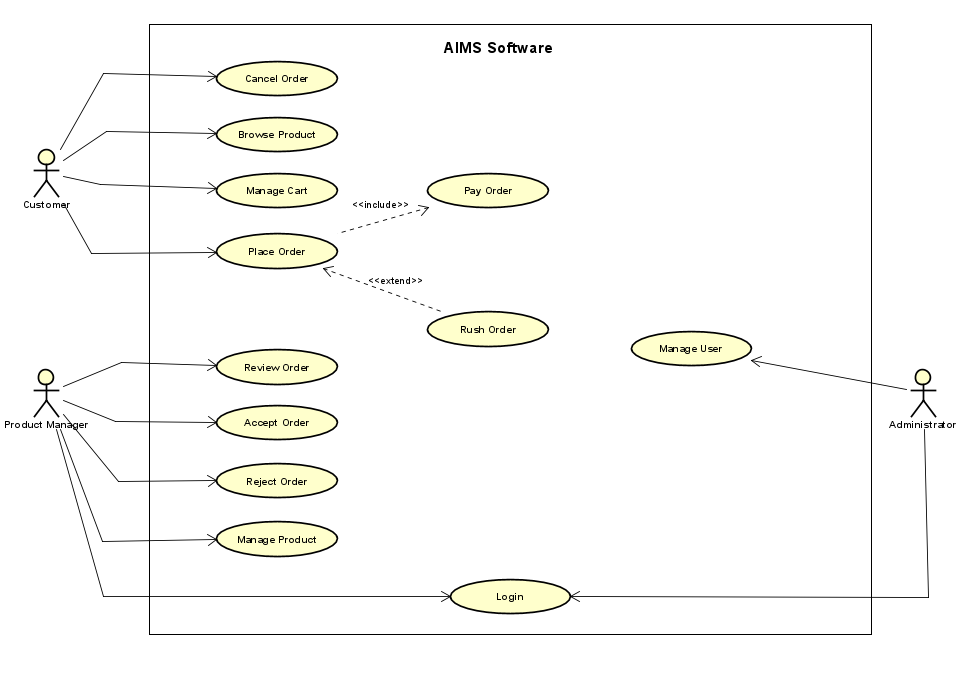 AIMS Software
Cancel Order
Browse Product
Manage Cart
Pay Order
<<include>>
Customer
Place Order
<<extend>>
Rush Order
Manage User
Review Order
Accept Order
Product Manager
Administrator
Reject Order
Manage Product
Login